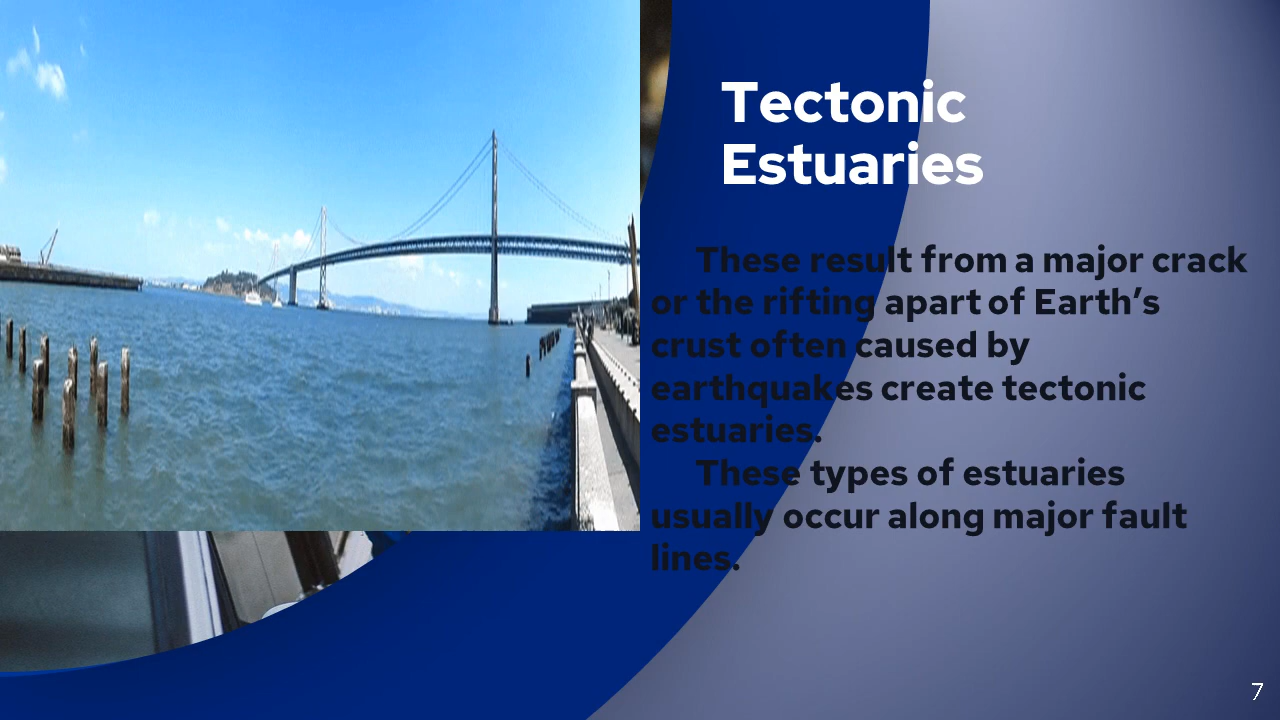 Tectonic
Estuaries
These result from a major crack
or the rifting apart of Earth’s
crust often caused by
earthquakes create tectonic
estuaries.
These types of estuaries
usually occur along major fault
lines.
7